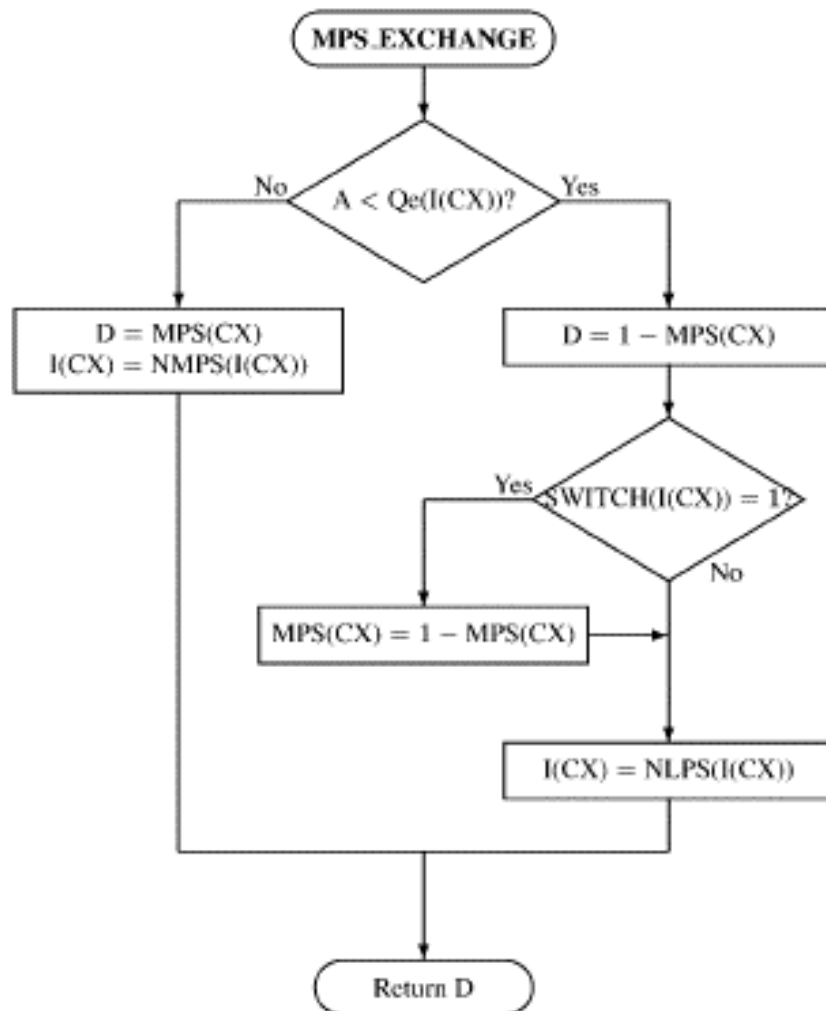 MPS_EXCHANGE
A < Qe(I(CX))?
No
Yes
D = MPS(CX)
I(CX) = NMPS(I(CX))
D = 1 − MPS(CX)
SWITCH(I(CX)) = 1?
Yes
No
MPS(CX) = 1 − MPS(CX)
I(CX) = NLPS(I(CX))
Return D